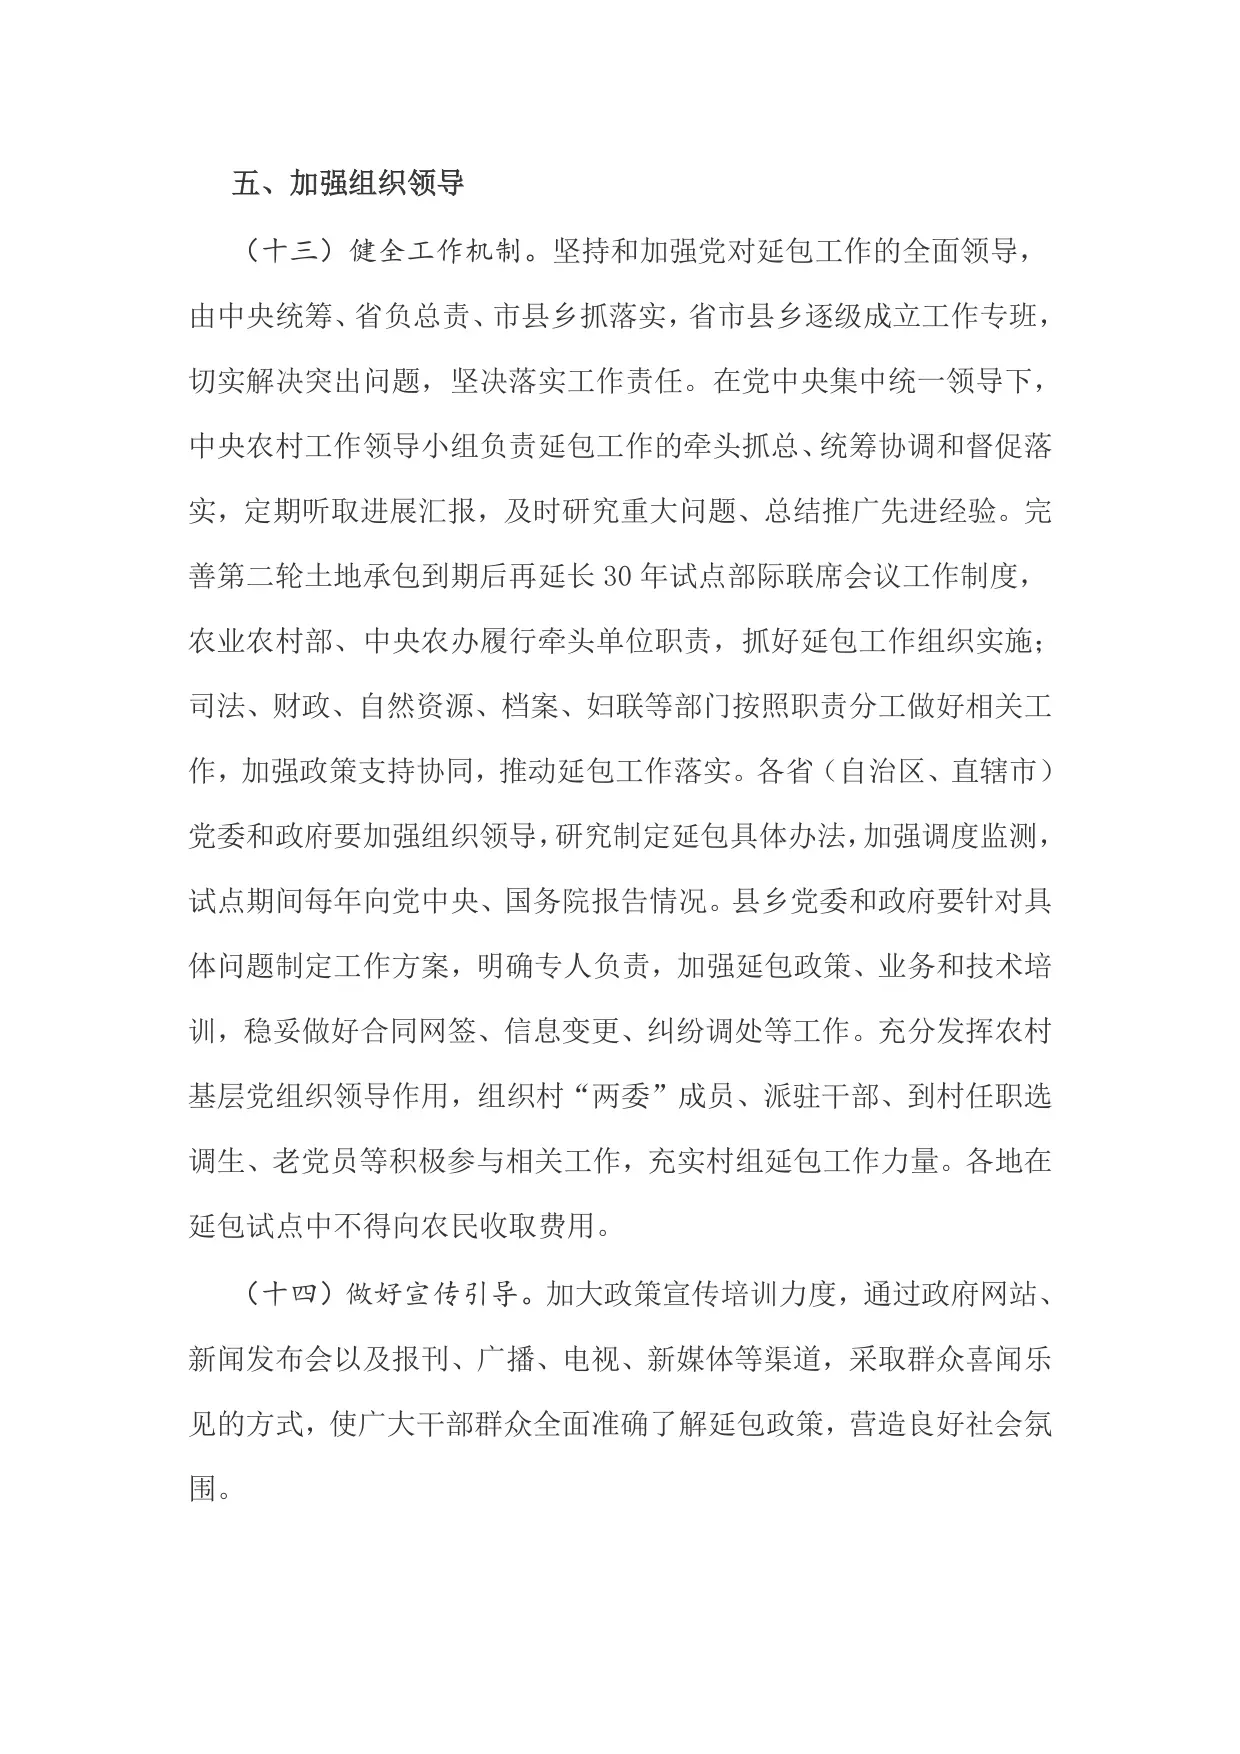 五、加强组织领导
（十三）健全工作机制。坚持和加强党对延包工作的全面领导，
由中央统筹、省负总责、市县乡抓落实，省市县乡逐级成立工作专班，
切实解决突出问题，坚决落实工作责任。在党中央集中统一领导下，
中央农村工作领导小组负责延包工作的牵头抓总、统筹协调和督促落
实，定期听取进展汇报，及时研究重大问题、总结推广先进经验。完
善第二轮土地承包到期后再延长 30 年试点部际联席会议工作制度，
农业农村部、中央农办履行牵头单位职责，抓好延包工作组织实施；
司法、财政、自然资源、档案、妇联等部门按照职责分工做好相关工
作，加强政策支持协同，推动延包工作落实。各省（自治区、直辖市）
党委和政府要加强组织领导，研究制定延包具体办法，加强调度监测，
试点期间每年向党中央、国务院报告情况。县乡党委和政府要针对具
体问题制定工作方案，明确专人负责，加强延包政策、业务和技术培
训，稳妥做好合同网签、信息变更、纠纷调处等工作。充分发挥农村
基层党组织领导作用，组织村“两委”成员、派驻干部、到村任职选
调生、老党员等积极参与相关工作，充实村组延包工作力量。各地在
延包试点中不得向农民收取费用。
（十四）做好宣传引导。加大政策宣传培训力度，通过政府网站、
新闻发布会以及报刊、广播、电视、新媒体等渠道，采取群众喜闻乐
见的方式，使广大干部群众全面准确了解延包政策，营造良好社会氛
围。